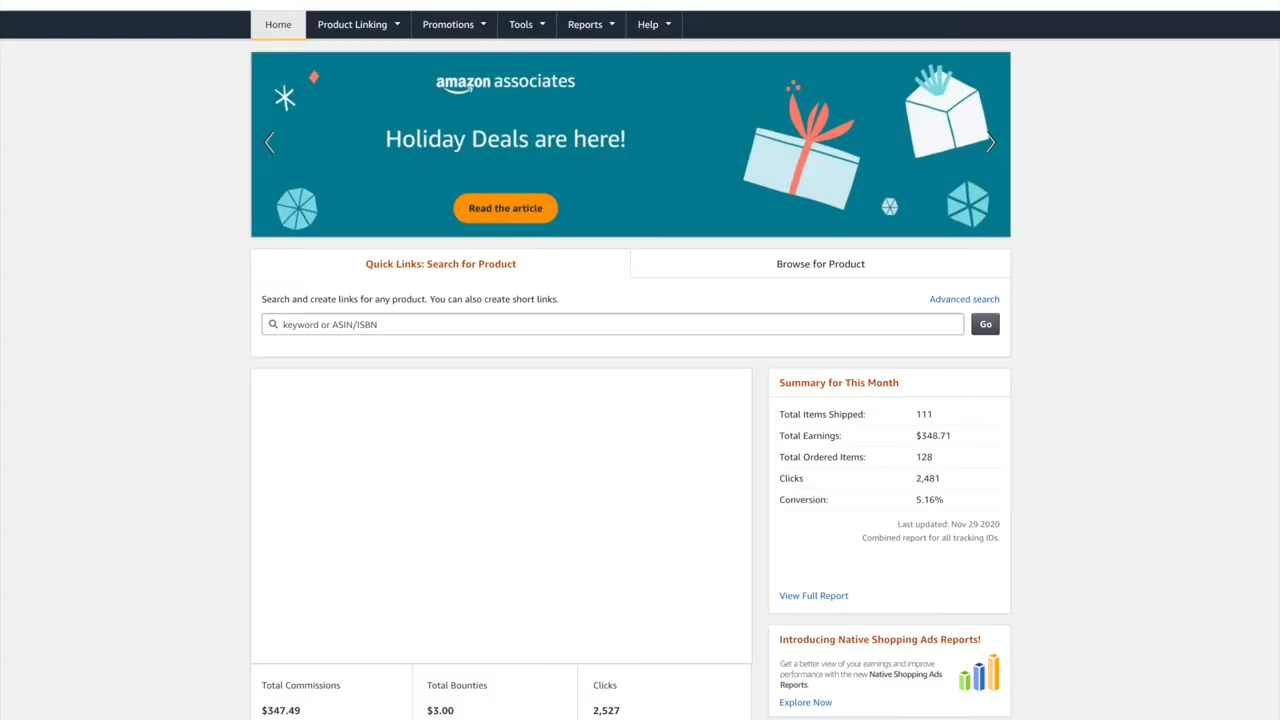 Home
Product Linking
Promotions
Tools
Reports
Help
amazon associates
Holiday Deals are here!
Read the article
Quick Links: Search for Product
Browse for Product
Search and create links for any product. You can also create short links.
Advanced search
keyword or ASIN/ISBN
Go
Summary for This Month
Total Items Shipped: 111
Total Earnings: $348.71
Total Ordered Items: 128
Clicks 2,481
Conversion: 5.16%
Last updated: Nov 29 2020
Combined report for all tracking IDs.
View Full Report
Introducing Native Shopping Ads Reports!
Get a better view of your earnings and improve
performance with the new Native Shopping Ads
Reports.
Explore Now
Total Commissions
$347.49
Total Bounties
$3.00
Clicks
2,527